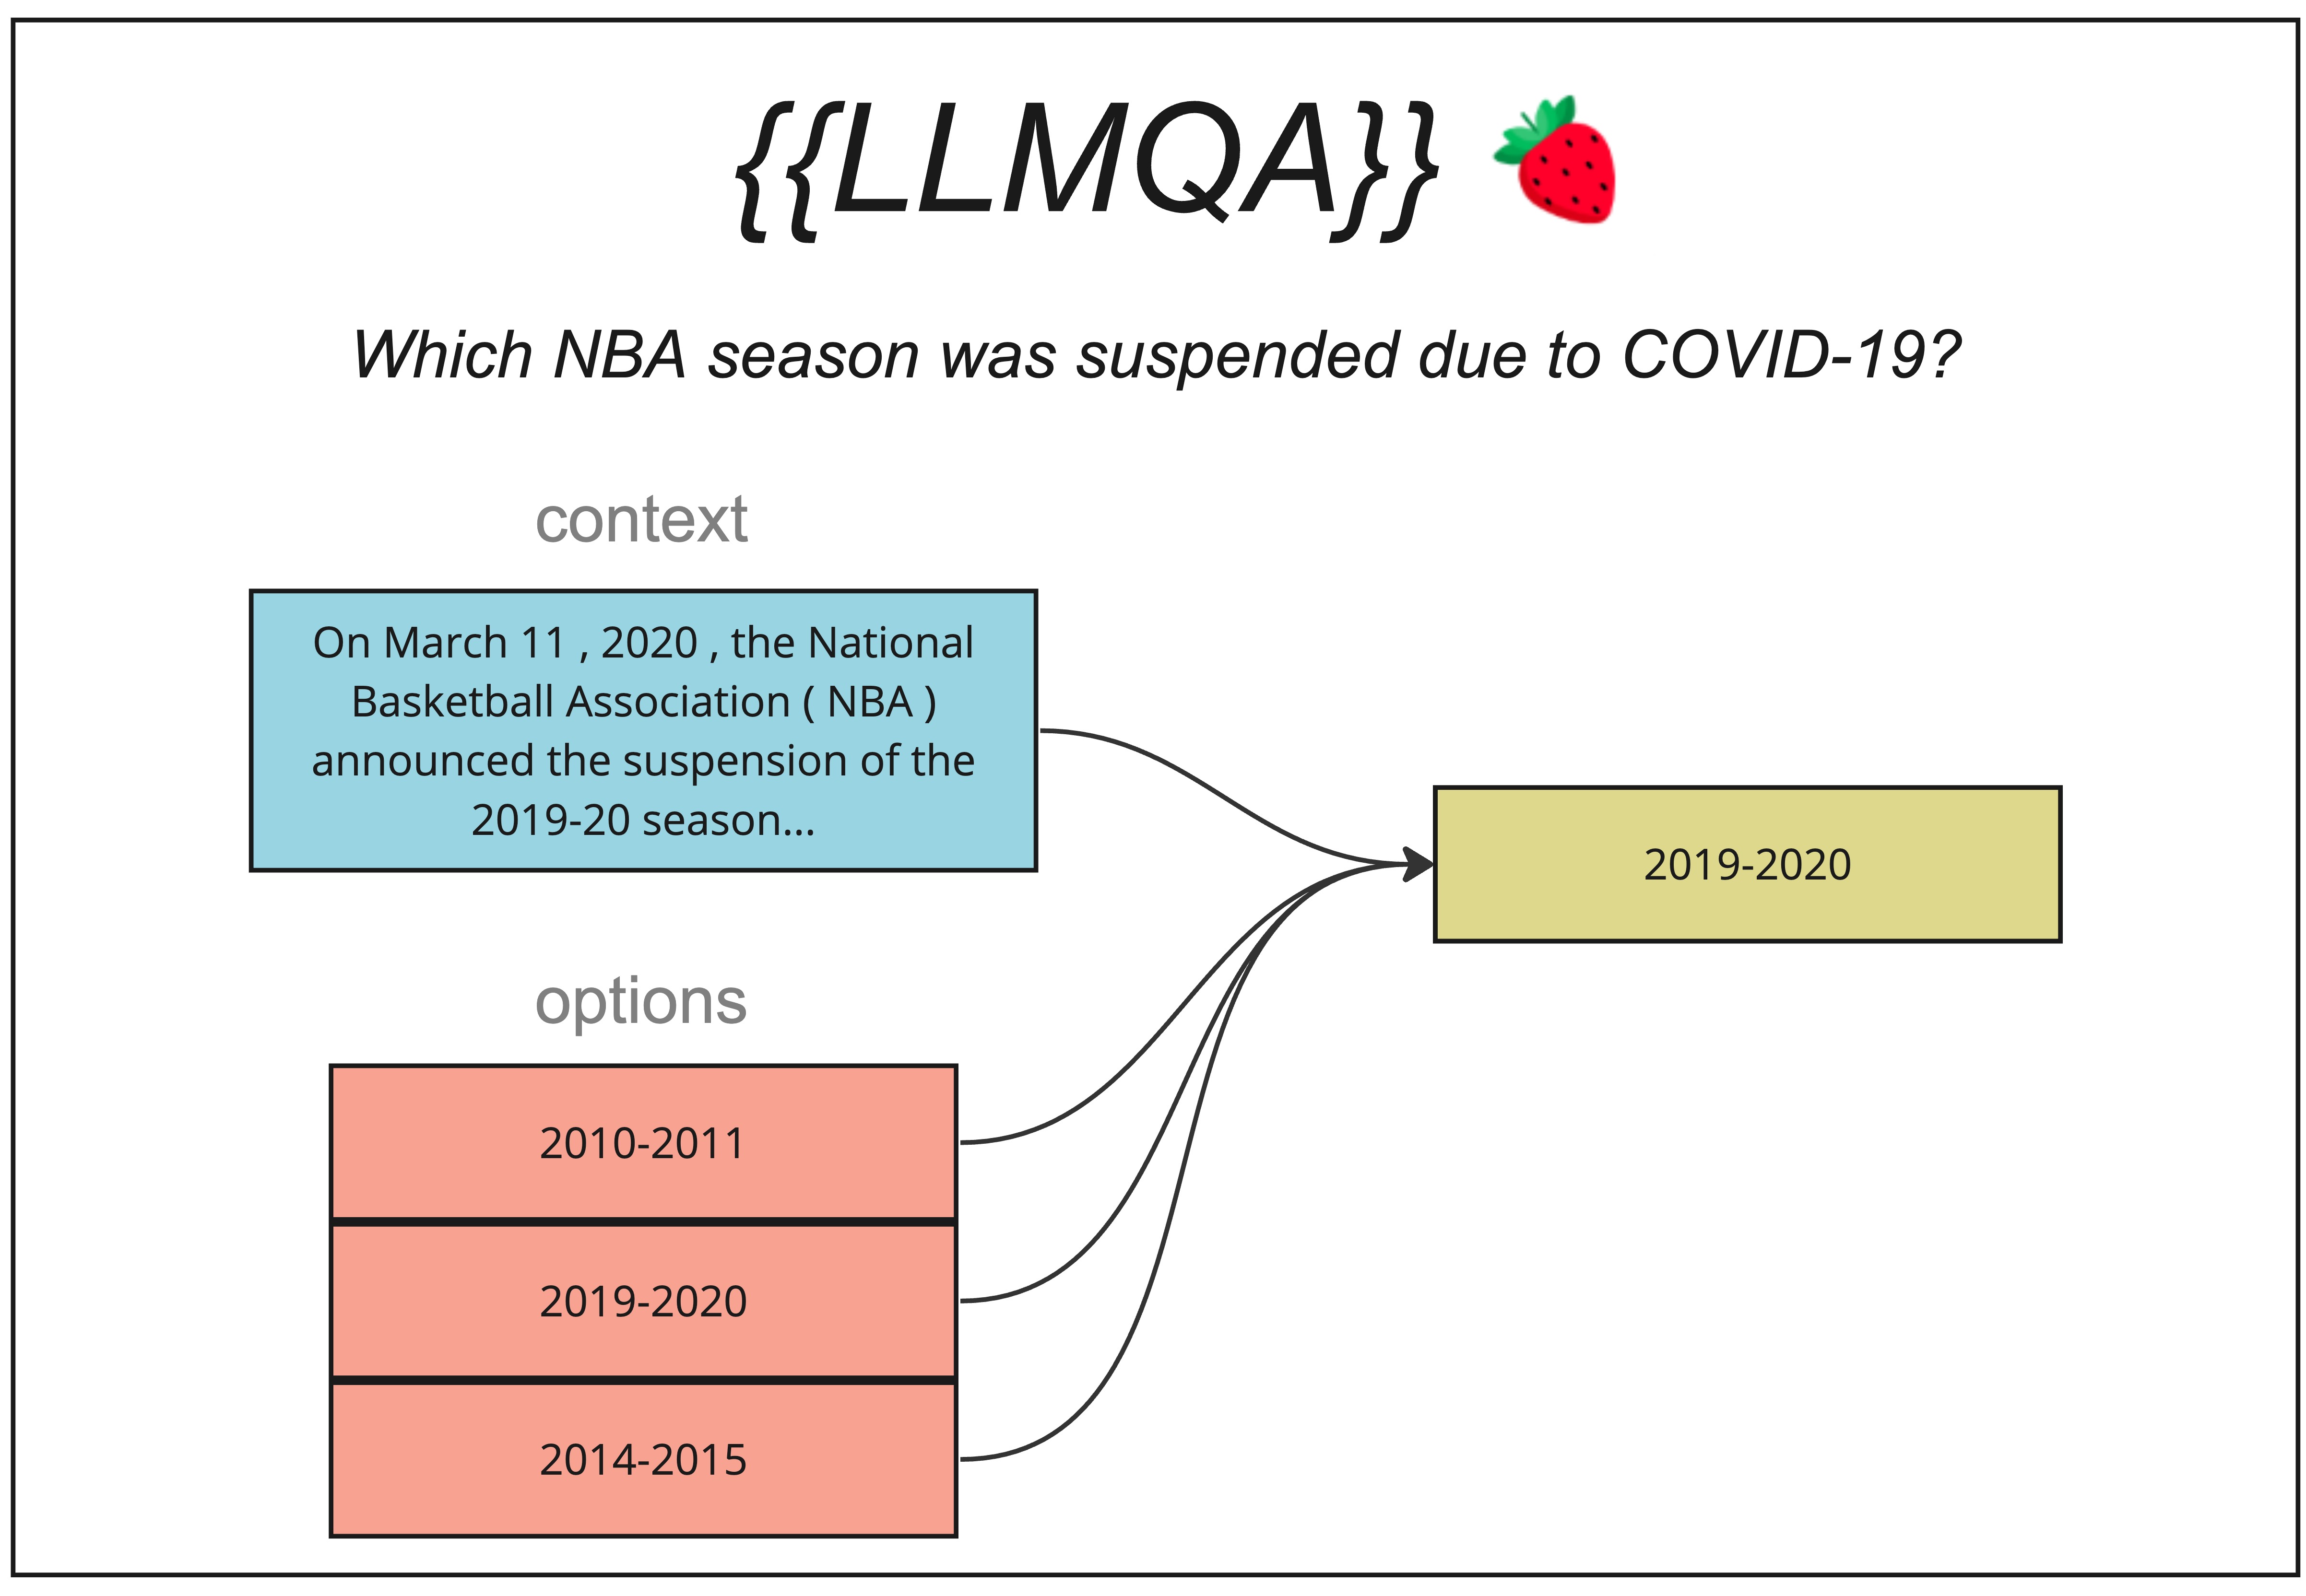 {{LLMQA}}
Which NBA season was suspended due to COVID-19?
context
On March 11 , 2020 , the National
Basketball Association ( NBA )
announced the suspension of the
2019-20 season...
2019-2020
options
2010-2011
2019-2020
2014-2015